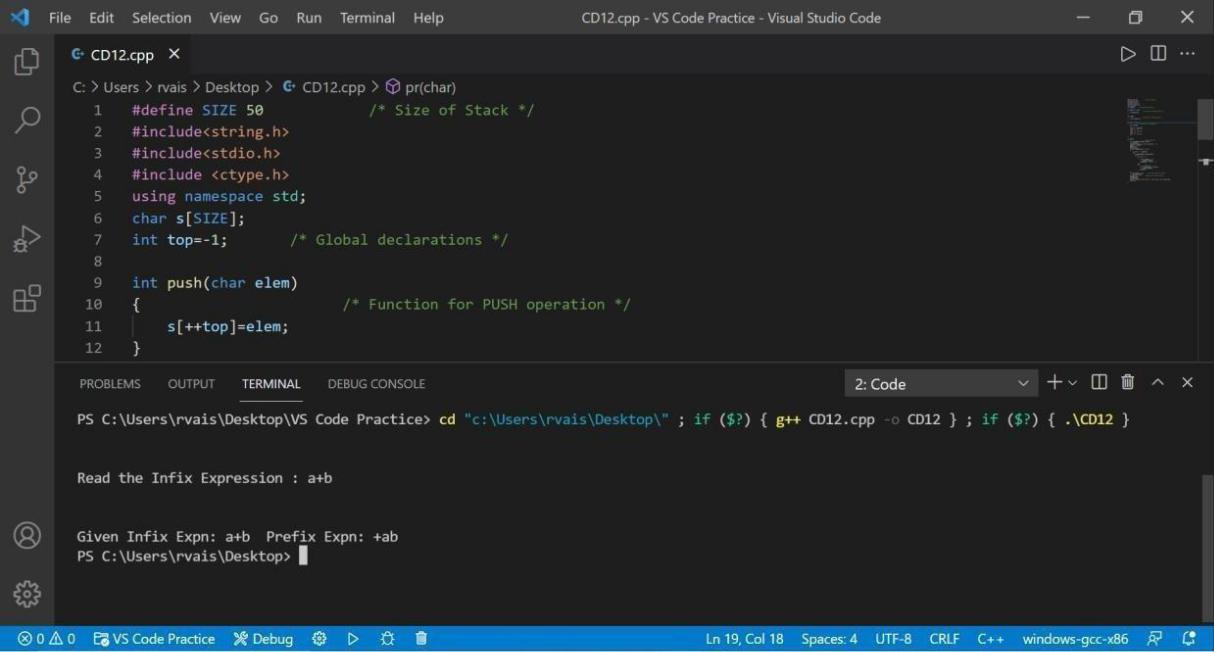 File Edit Selection View Go Run Terminal Help CD12.cpp - VS Code Practice - Visual Studio Code
CD12.cpp
C: > Users > rvais > Desktop > CD12.cpp > pr(char)
1 #define SIZE 50 /* Size of Stack */
2 #include<string.h>
3 #include<stdio.h>
4 #include <ctype.h>
5 using namespace std;
6 char s[SIZE];
7 int top=-1; /* Global declarations */
8
9 int push(char elem)
10 { /* Function for PUSH operation */
11 s[++top]=elem;
12 }
PROBLEMS OUTPUT TERMINAL DEBUG CONSOLE 2: Code
PS C:\Users\rvais\Desktop\VS Code Practice> cd "c:\Users\rvais\Desktop\" ; if ($?) { g++ CD12.cpp -o CD12 } ; if ($?) { .\CD12 }
Read the Infix Expression : a+b
Given Infix Expn: a+b Prefix Expn: +ab
PS C:\Users\rvais\Desktop>
0 0 VS Code Practice Debug Ln 19, Col 18 Spaces: 4 UTF-8 CRLF C++ windows-gcc-x86